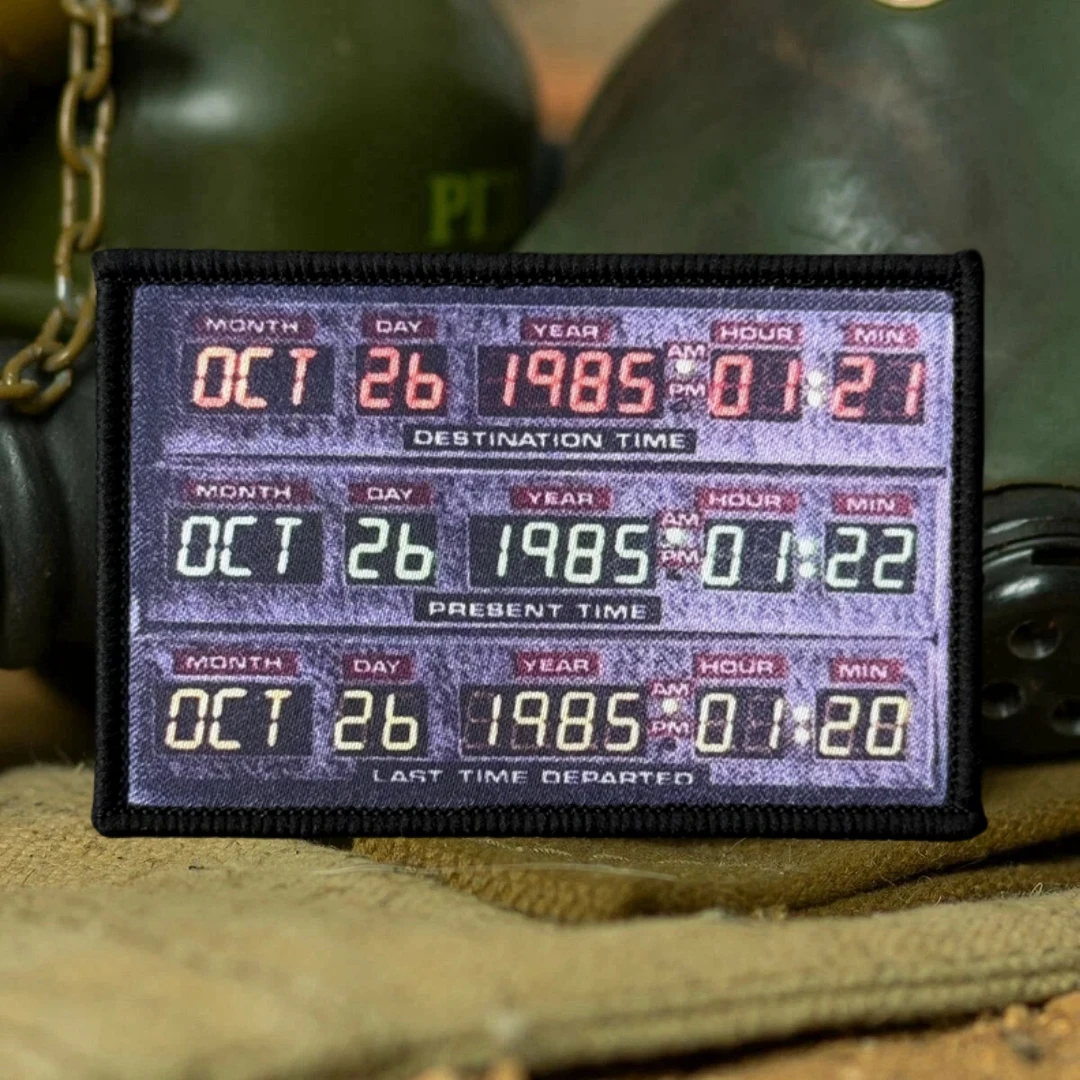 PI
MONTH DAY YEAR HOUR MIN
OCT 26 1985 AM PM 01:21
DESTINATION TIME
MONTH DAY YEAR HOUR MIN
OCT 26 1985 AM PM 01:22
PRESENT TIME
MONTH DAY YEAR HOUR MIN
OCT 26 1985 AM PM 01:20
LAST TIME DEPARTED